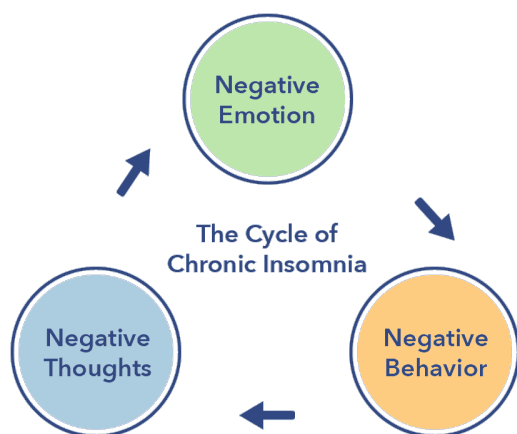 Negative
Emotion
The Cycle of
Chronic Insomnia
Negative
Thoughts
Negative
Behavior